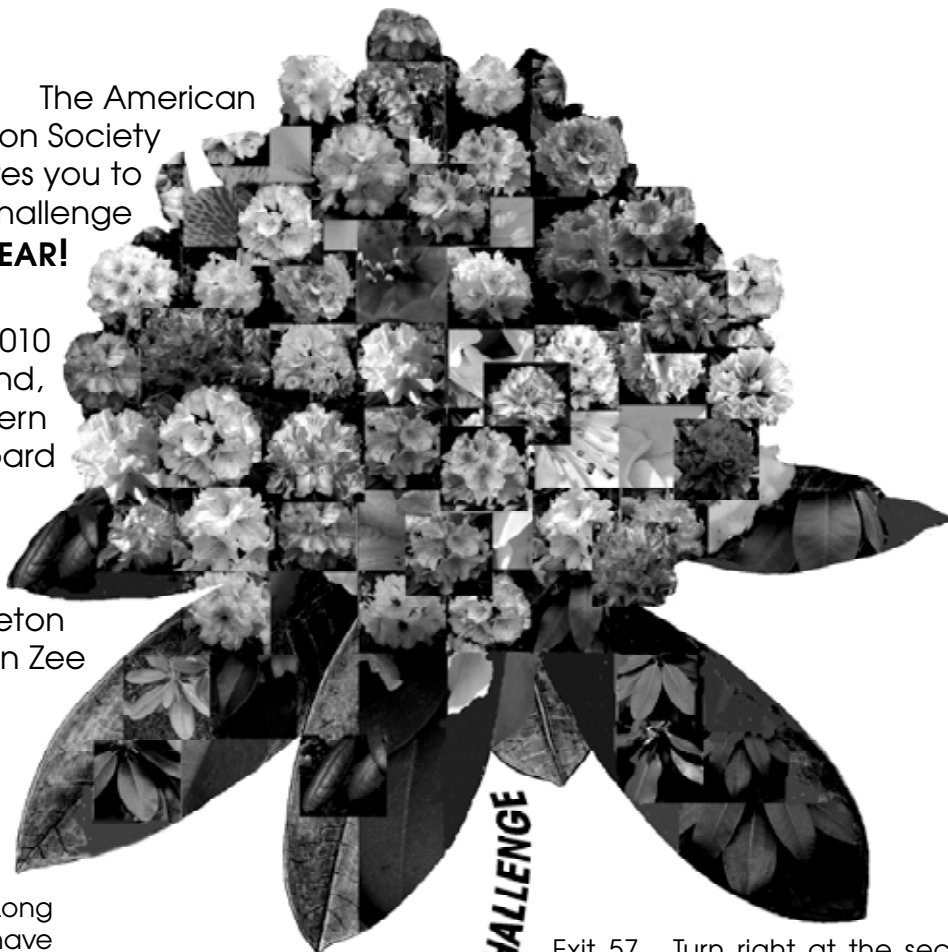 The American
on Society
es you to
hallenge
EAR!
010
nd,
ern
ard
eton
n Zee
ong
have
HALLENGE
Exit 57. Turn right at the sec